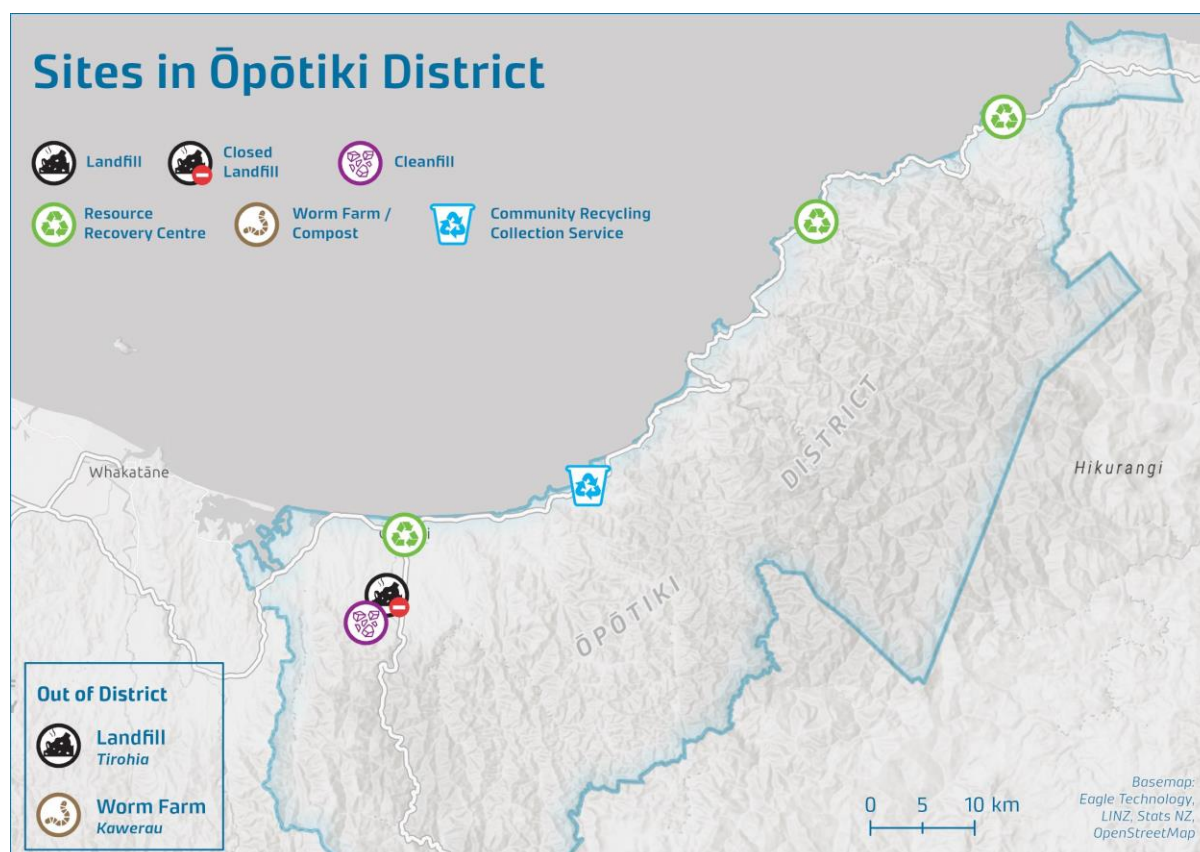 Sites in Ōpōtiki District
Landfill
Closed
Landfill
Cleanfill
Resource
Recovery Centre
Worm Farm /
Compost
Community Recycling
Collection Service
Whakatāne
DISTRICT
Hikurangi
ŌPŌTIKI
Out of District
Landfill
Tirohia
Worm Farm
Kawerau
0 5 10 km
Basemap:
Eagle Technology,
LINZ, Stats NZ,
OpenStreetMap